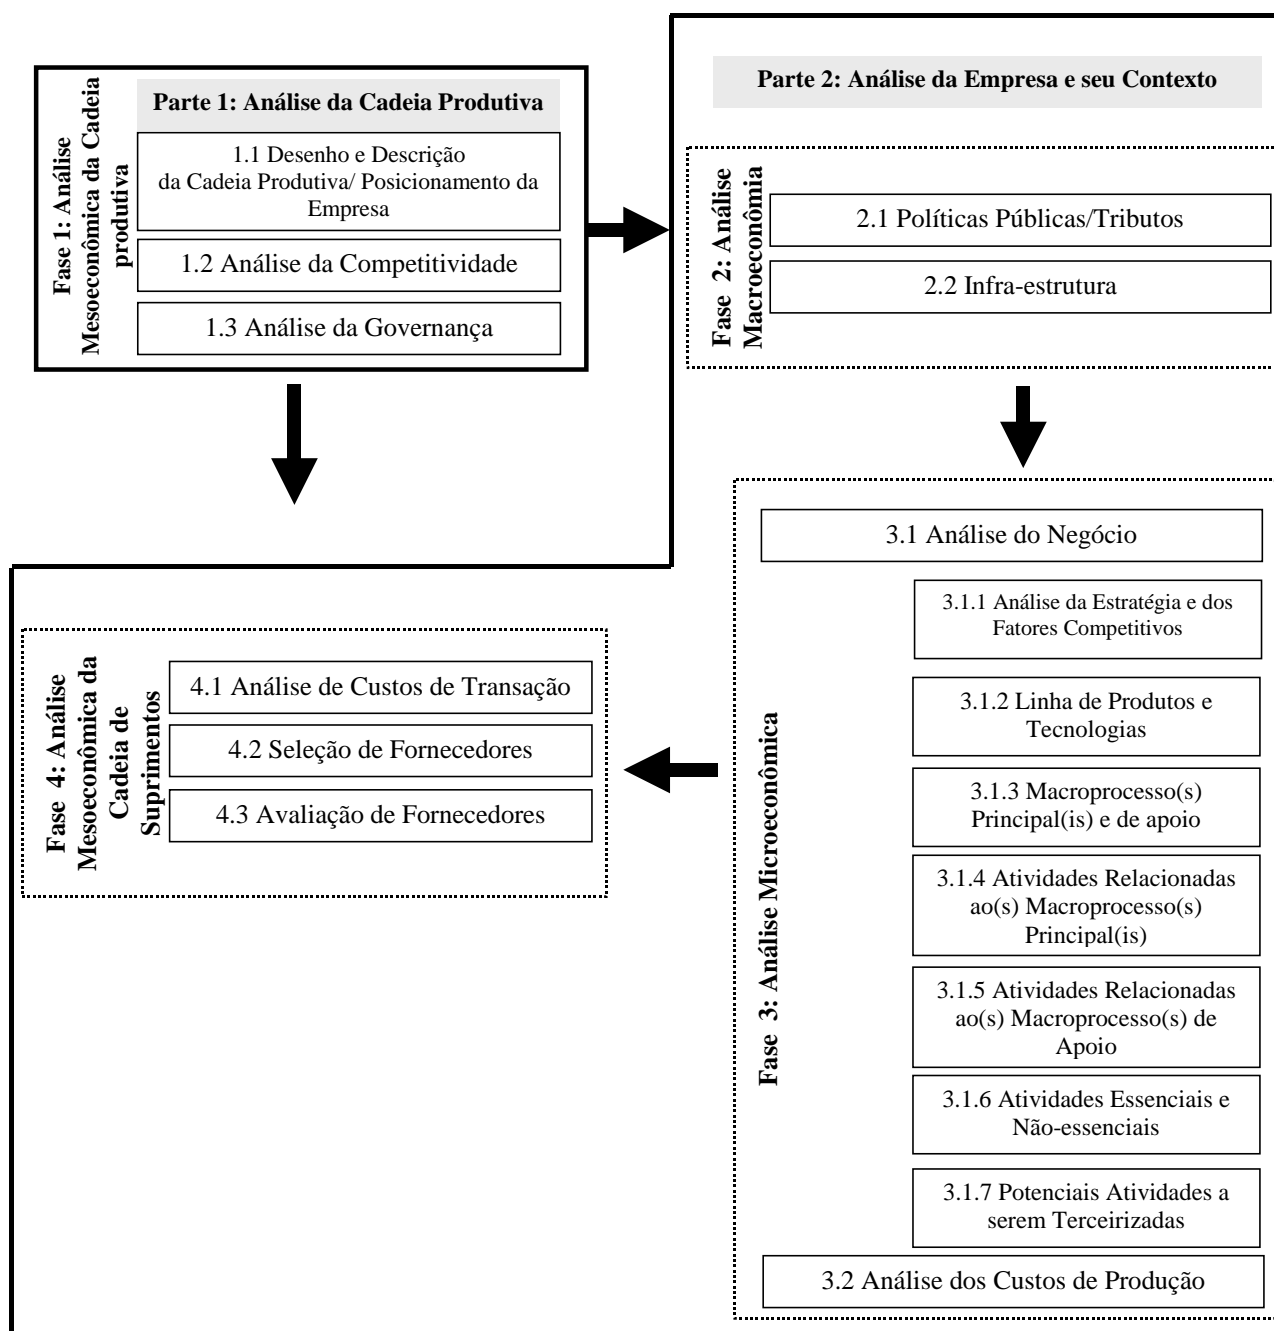 Parte 1: Análise da Cadeia Produtiva
Fase 1: Análise
Mesoeconômica da Cadeia
produtiva
1.1 Desenho e Descrição
da Cadeia Produtiva/ Posicionamento da
Empresa
1.2 Análise da Competitividade
1.3 Análise da Governança
Parte 2: Análise da Empresa e seu Contexto
Fase 2: Análise
Macroeconômia
2.1 Políticas Públicas/Tributos
2.2 Infra-estrutura
Fase 3: Análise Microeconômica
3.1 Análise do Negócio
3.1.1 Análise da Estratégia e dos
Fatores Competitivos
3.1.2 Linha de Produtos e
Tecnologias
3.1.3 Macroprocesso(s)
Principal(is) e de apoio
3.1.4 Atividades Relacionadas
ao(s) Macroprocesso(s)
Principal(is)
3.1.5 Atividades Relacionadas
ao(s) Macroprocesso(s) de
Apoio
3.1.6 Atividades Essenciais e
Não-essenciais
3.1.7 Potenciais Atividades a
serem Terceirizadas
3.2 Análise dos Custos de Produção
Fase 4: Análise
Mesoeconômica da
Cadeia de
Suprimentos
4.1 Análise de Custos de Transação
4.2 Seleção de Fornecedores
4.3 Avaliação de Fornecedores